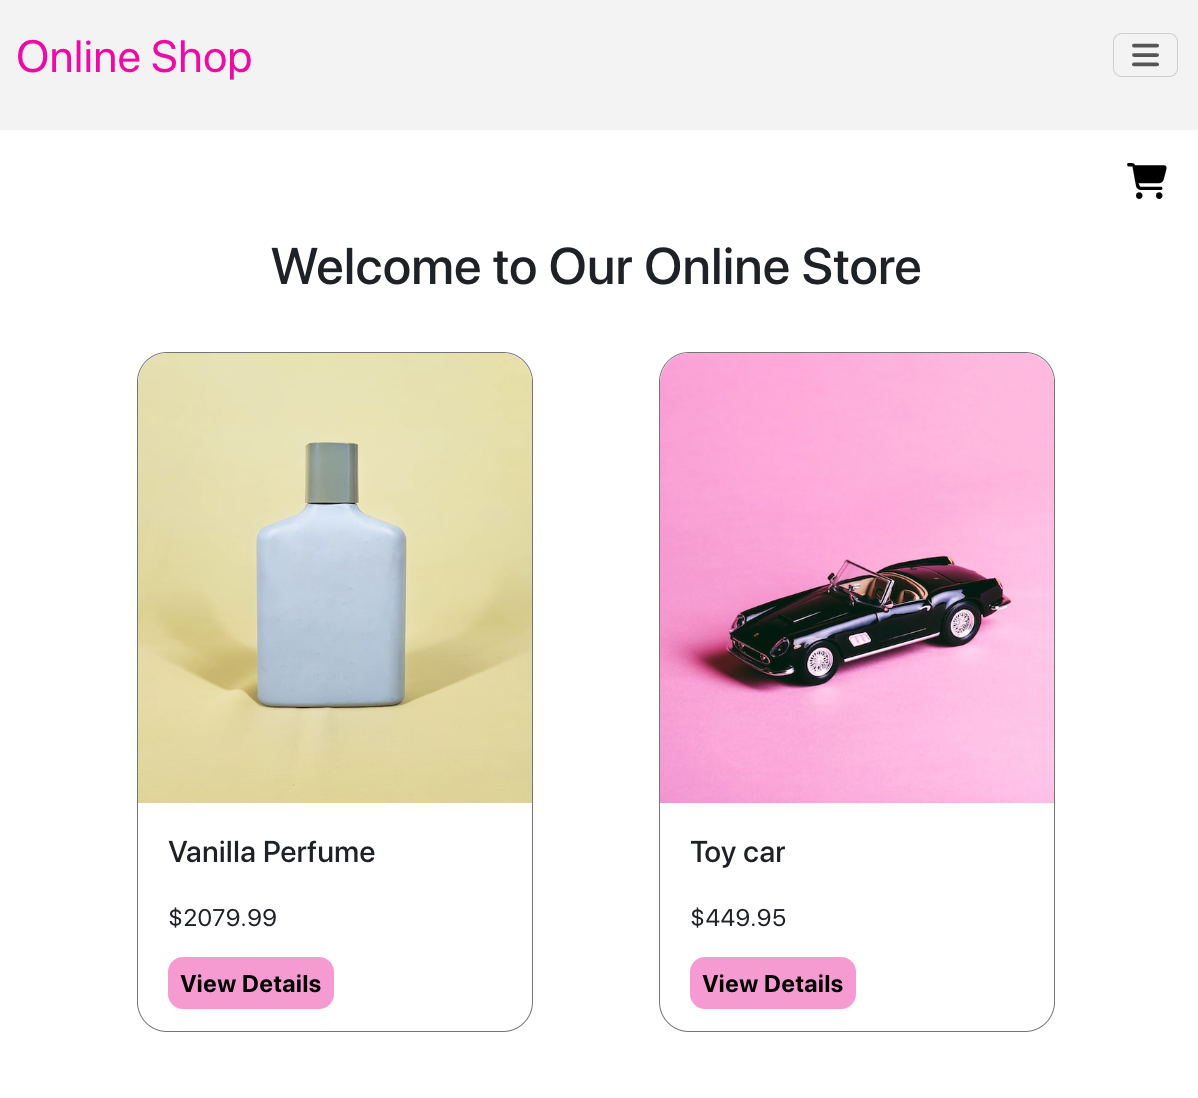 Online Shop
Welcome to Our Online Store
Vanilla Perfume
$2079.99
View Details
Toy car
$449.95
View Details